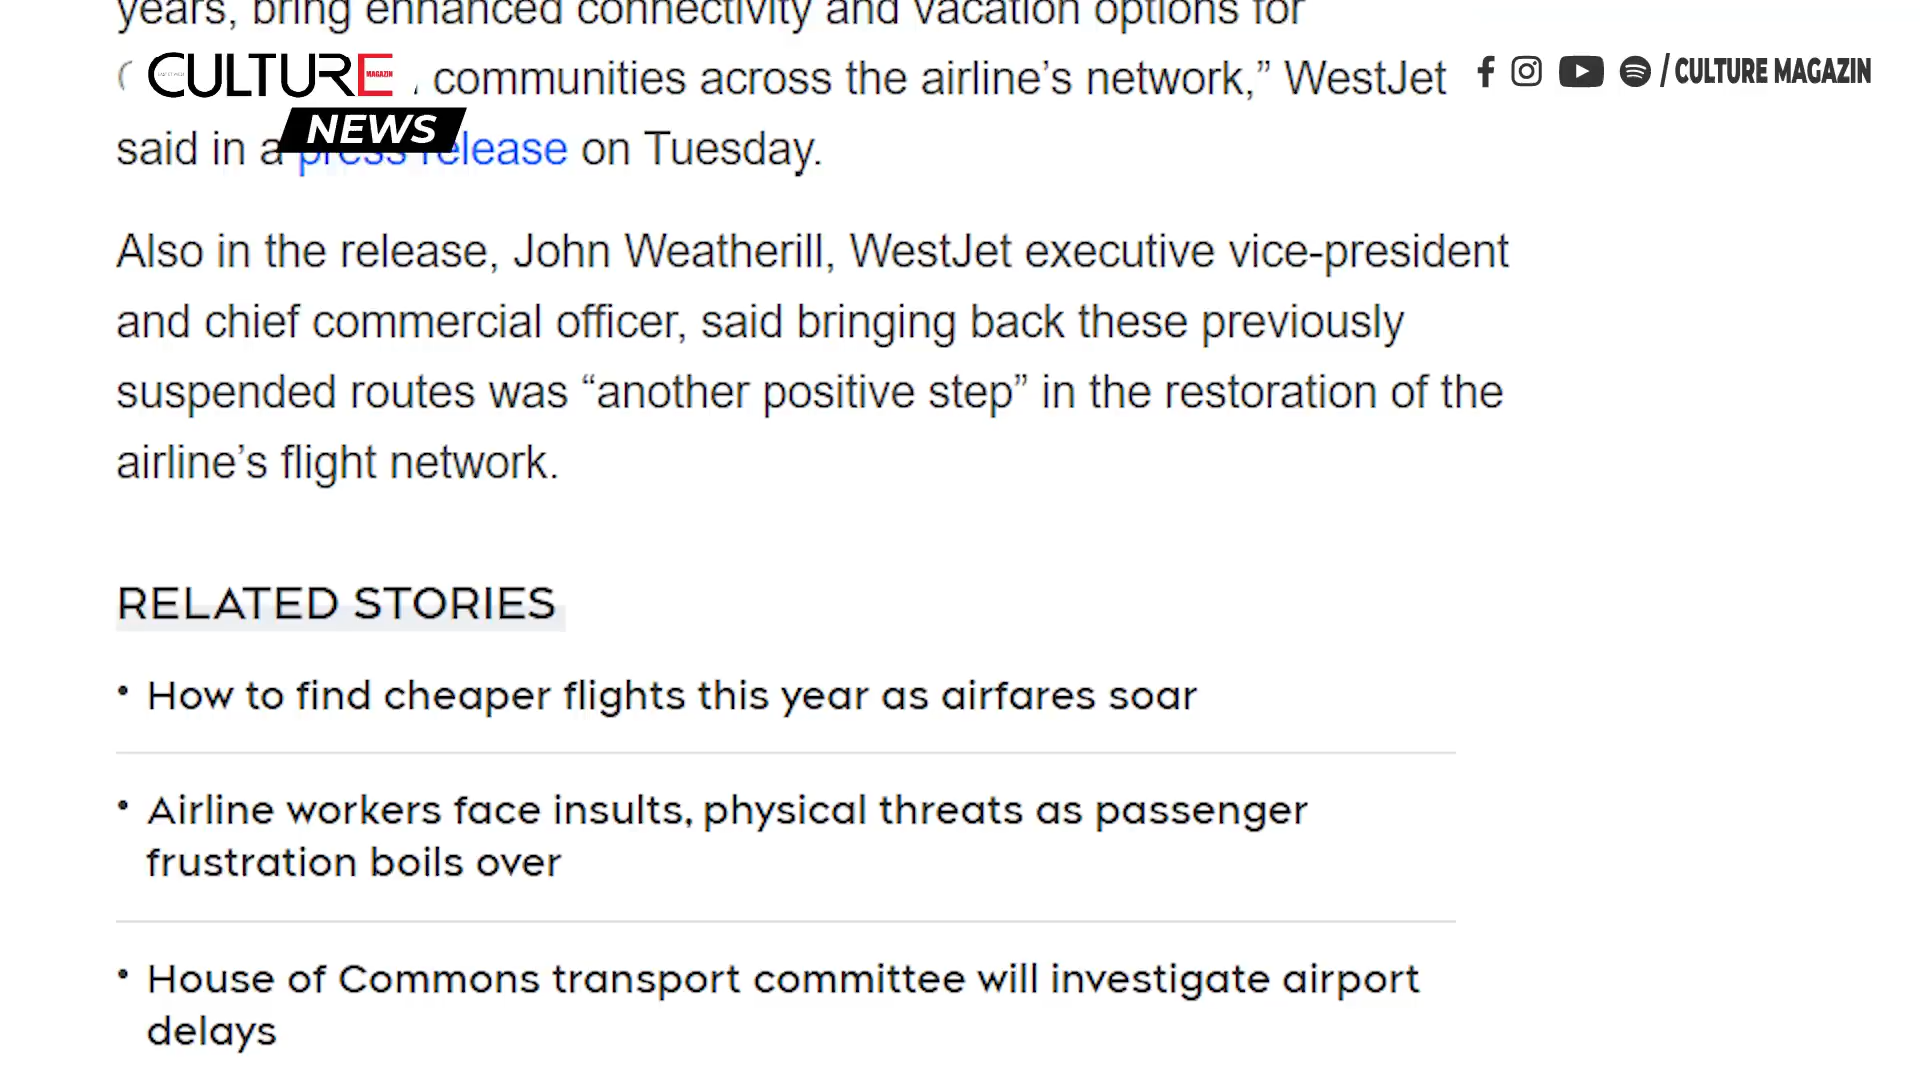 years, bring enhanced connectivity and vacation options for
communities across the airline’s network,” WestJet
said in a press release on Tuesday.
CULTURE
MAGAZIN
NEWS
/ CULTURE MAGAZIN
Also in the release, John Weatherill, WestJet executive vice-president
and chief commercial officer, said bringing back these previously
suspended routes was “another positive step” in the restoration of the
airline’s flight network.
RELATED STORIES
• How to find cheaper flights this year as airfares soar
• Airline workers face insults, physical threats as passenger
frustration boils over
• House of Commons transport committee will investigate airport
delays